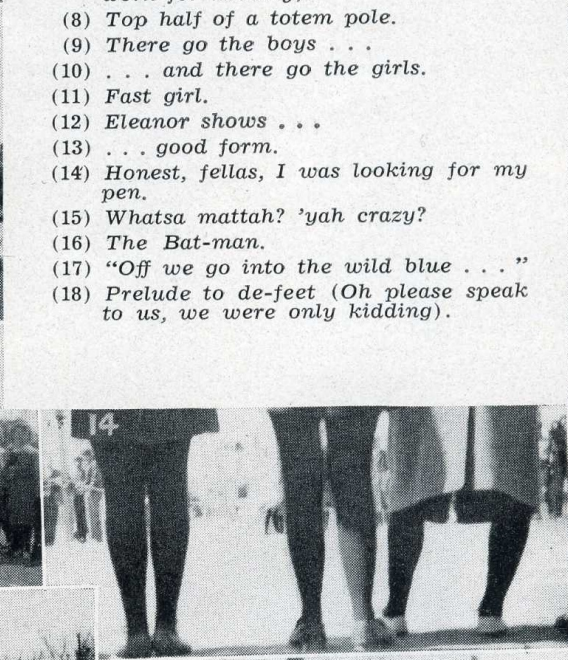 (8) Top half of a totem pole.
(9) There go the boys . . .
(10) . . . and there go the girls.
(11) Fast girl.
(12) Eleanor shows . . .
(13) . . . good form.
(14) Honest, fellas, I was looking for my
pen.
(15) Whatsa mattah? 'yah crazy?
(16) The Bat-man.
(17) “Off we go into the wild blue . . .”
(18) Prelude to de-feet (Oh please speak
to us, we were only kidding).
14